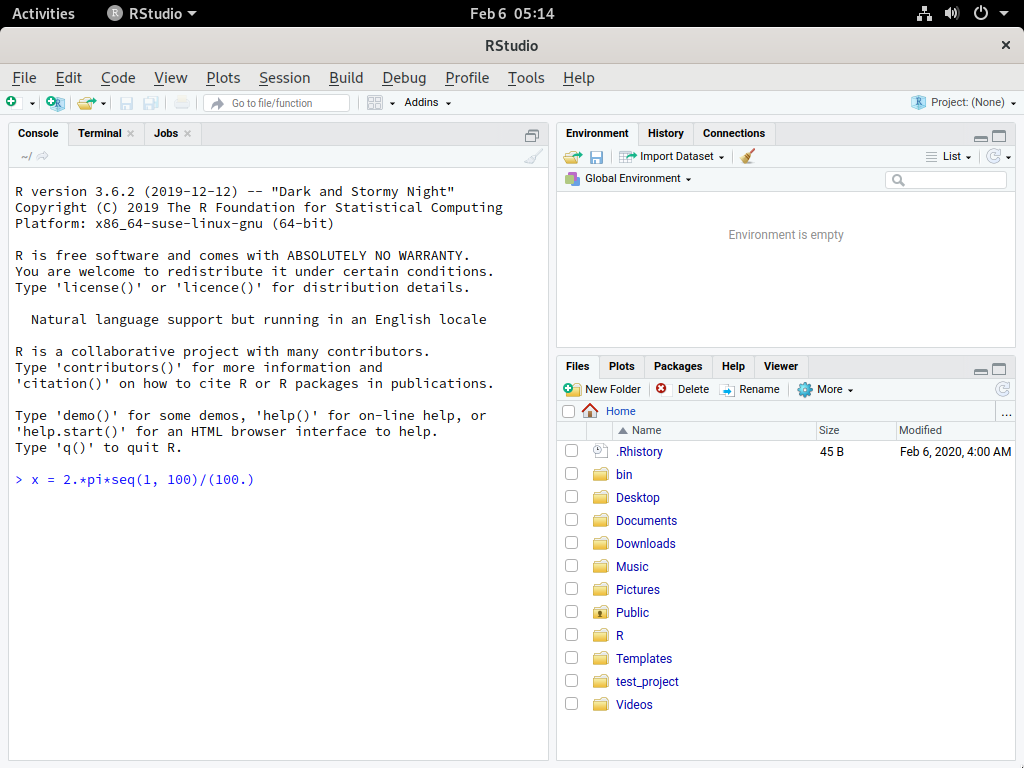 Activities RStudio Feb 6 05:14
RStudio
File Edit Code View Plots Session Build Debug Profile Tools Help
Go to file/function Addins Project: (None)
Console Terminal Jobs
~/
R version 3.6.2 (2019-12-12) -- "Dark and Stormy Night"
Copyright (C) 2019 The R Foundation for Statistical Computing
Platform: x86_64-suse-linux-gnu (64-bit)
R is free software and comes with ABSOLUTELY NO WARRANTY.
You are welcome to redistribute it under certain conditions.
Type 'license()' or 'licence()' for distribution details.
Natural language support but running in an English locale
R is a collaborative project with many contributors.
Type 'contributors()' for more information and
'citation()' on how to cite R or R packages in publications.
Type 'demo()' for some demos, 'help()' for on-line help, or
'help.start()' for an HTML browser interface to help.
Type 'q()' to quit R.
> x = 2.*pi*seq(1, 100)/(100.)
Environment History Connections
Import Dataset List
Global Environment
Environment is empty
Files Plots Packages Help Viewer
New Folder Delete Rename More
Home ...
Name Size Modified
.Rhistory 45 B Feb 6, 2020, 4:00 AM
bin
Desktop
Documents
Downloads
Music
Pictures
Public
R
Templates
test_project
Videos